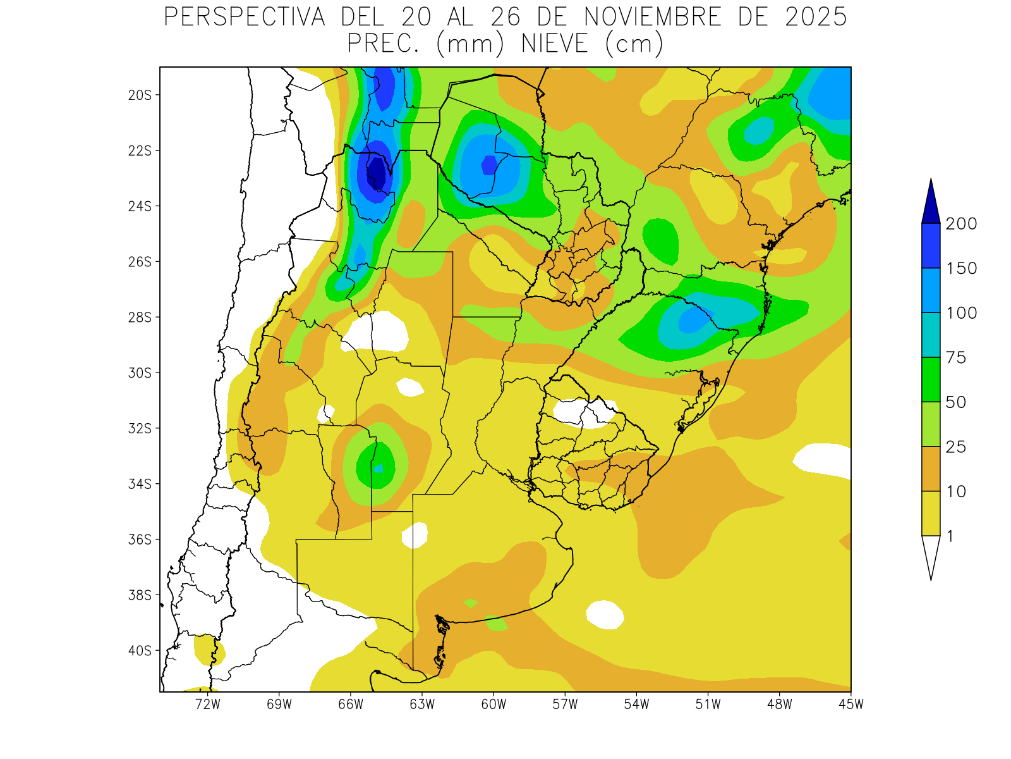 PERSPECTIVA DEL 20 AL 26 DE NOVIEMBRE DE 2025
PREC. (mm) NIEVE (cm)
20S
22S
24S
26S
28S
30S
32S
34S
36S
38S
40S
72W 69W 66W 63W 60W 57W 54W 51W 48W 45W
200
150
100
75
50
25
10
1